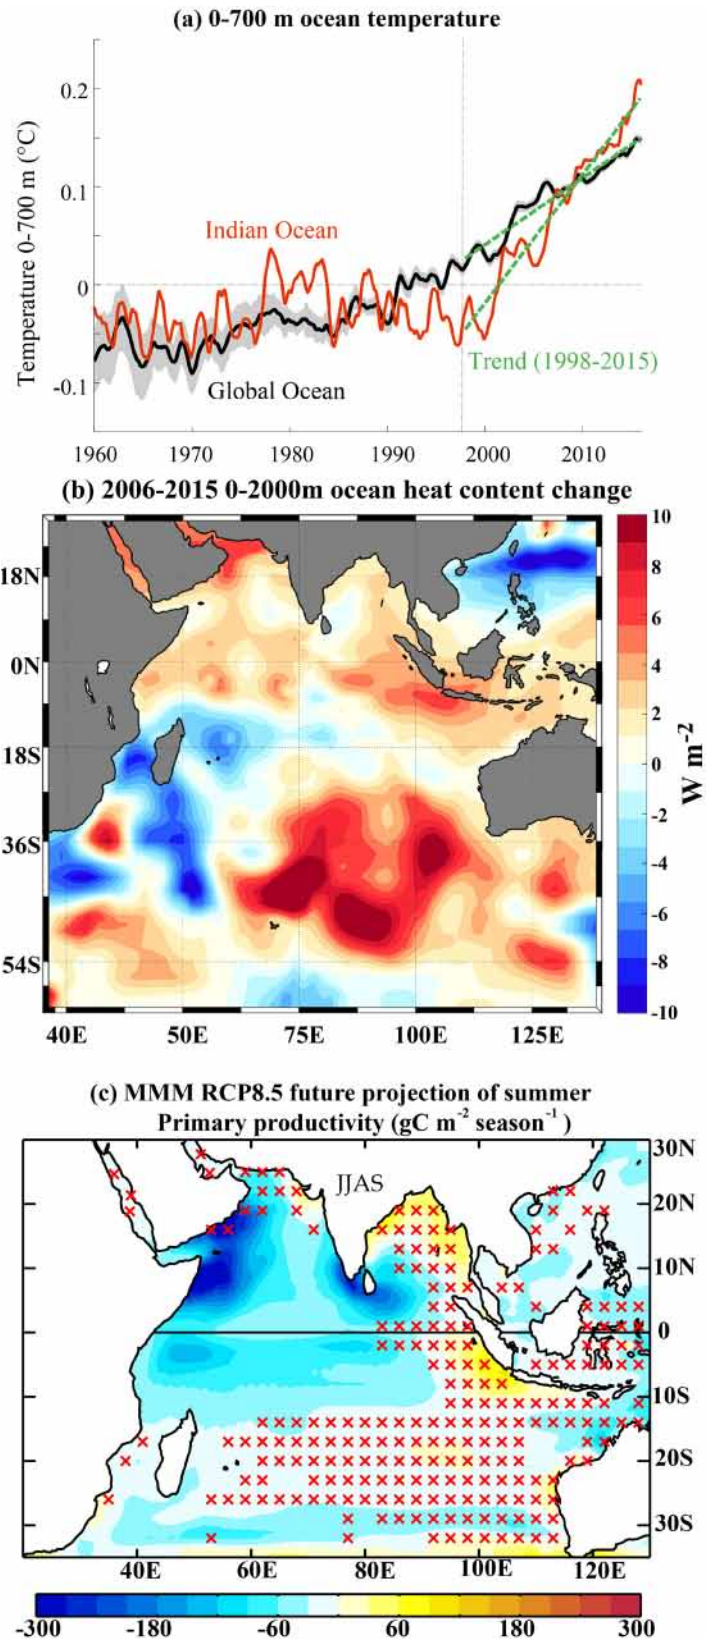 (a) 0-700 m ocean temperature
Temperature 0-700 m (°C)
0.2
0.1
0
-0.1
Indian Ocean
Global Ocean
Trend (1998-2015)
1960 1970 1980 1990 2000 2010
(b) 2006-2015 0-2000m ocean heat content change
18N
0N
18S
36S
54S
40E 50E 75E 100E 125E
10
8
6
4
2
0
-2
-4
-6
-8
-10
W m-2
(c) MMM RCP8.5 future projection of summer
Primary productivity (gC m-2 season-1 )
JJAS
30N
20N
10N
0
10S
20S
30S
40E 60E 80E 100E 120E
-300 -180 -60 60 180 300